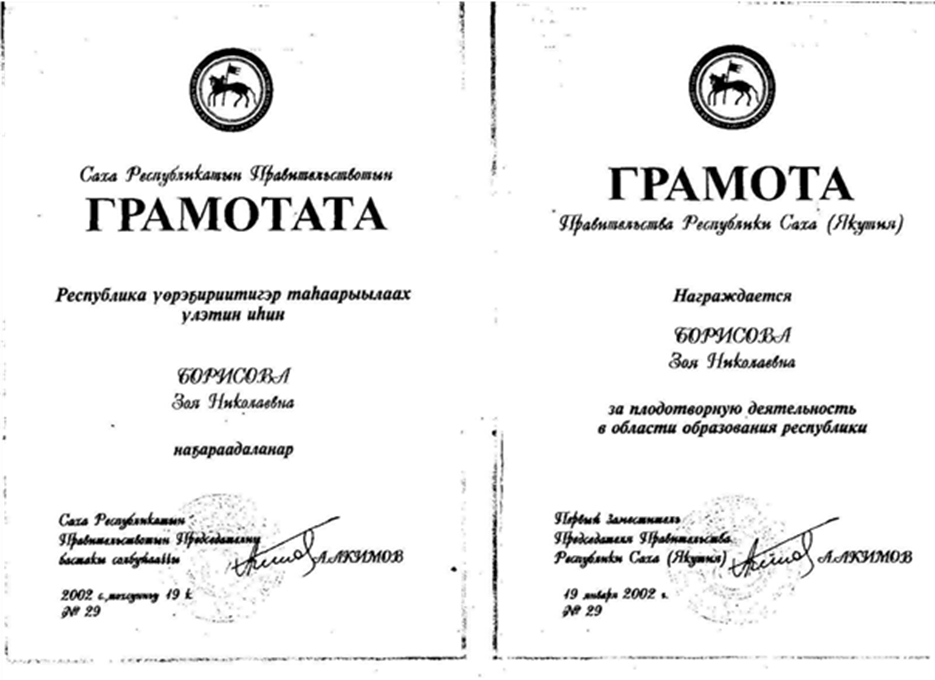 Саха Республикатын Правительствотын
ГРАМОТАТА
Республика үөрэҕириитигэр таһаарыылаах
үлэтин иһин
БОРИСОВА
Зоя Николаевна
наҕараадаланар
Саха Республикатын
Правительствотын Председателин
бастакы солбуйааччы
А.АКИМОВ
2002 с. тохсунньу 19 к.
№ 29
ГРАМОТА
Правительства Республики Саха (Якутия)
Награждается
БОРИСОВА
Зоя Николаевна
за плодотворную деятельность
в области образования республики
Первый Заместитель
Председателя Правительства
Республики Саха (Якутия)
А.АКИМОВ
19 января 2002 г.
№ 29